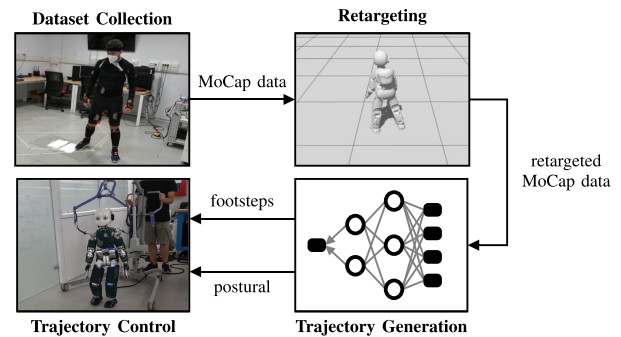 Dataset Collection
Retargeting
MoCap data
retargeted
MoCap data
footsteps
postural
Trajectory Control
Trajectory Generation